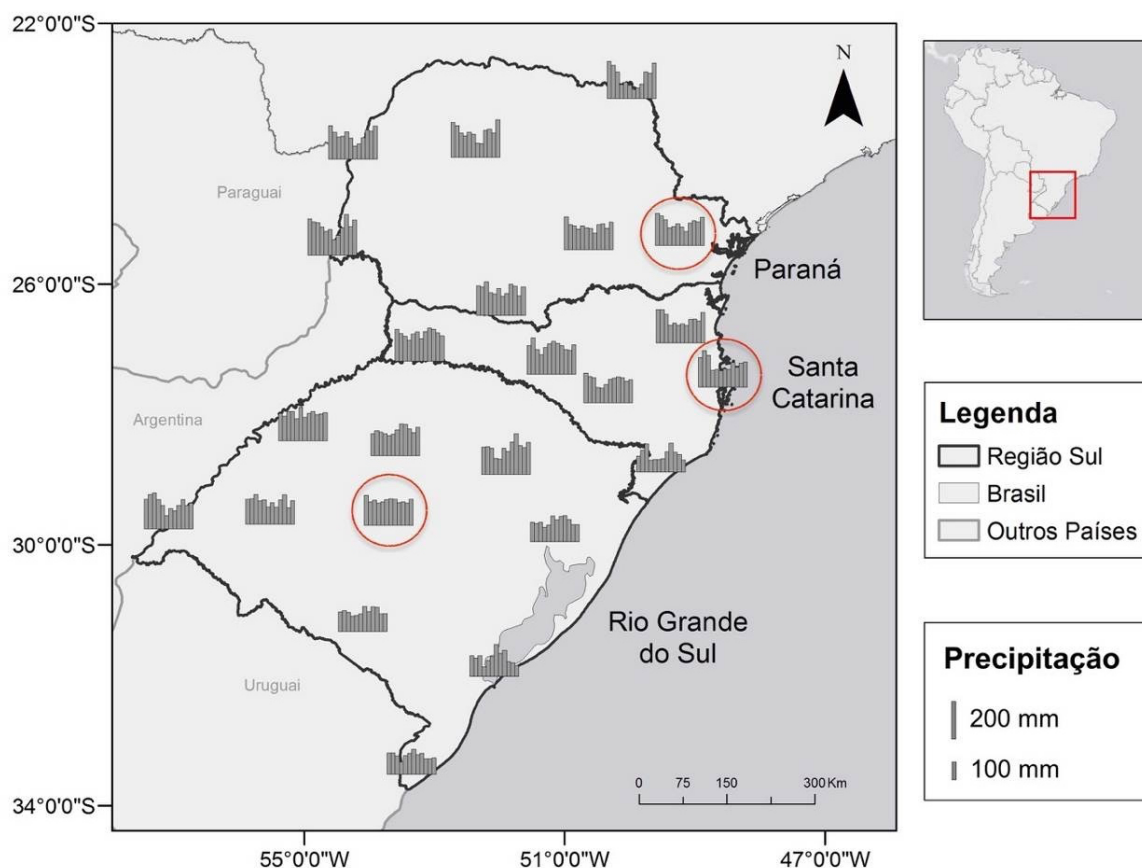 22°0'0"S
26°0'0"S
30°0'0"S
34°0'0"S
N
Paraguai
Argentina
Uruguai
Paraná
Santa
Catarina
Rio Grande
do Sul
0 75 150 300 Km
55°0'0"W
51°0'0"W
47°0'0"W
Legenda
Região Sul
Brasil
Outros Países
Precipitação
200 mm
100 mm